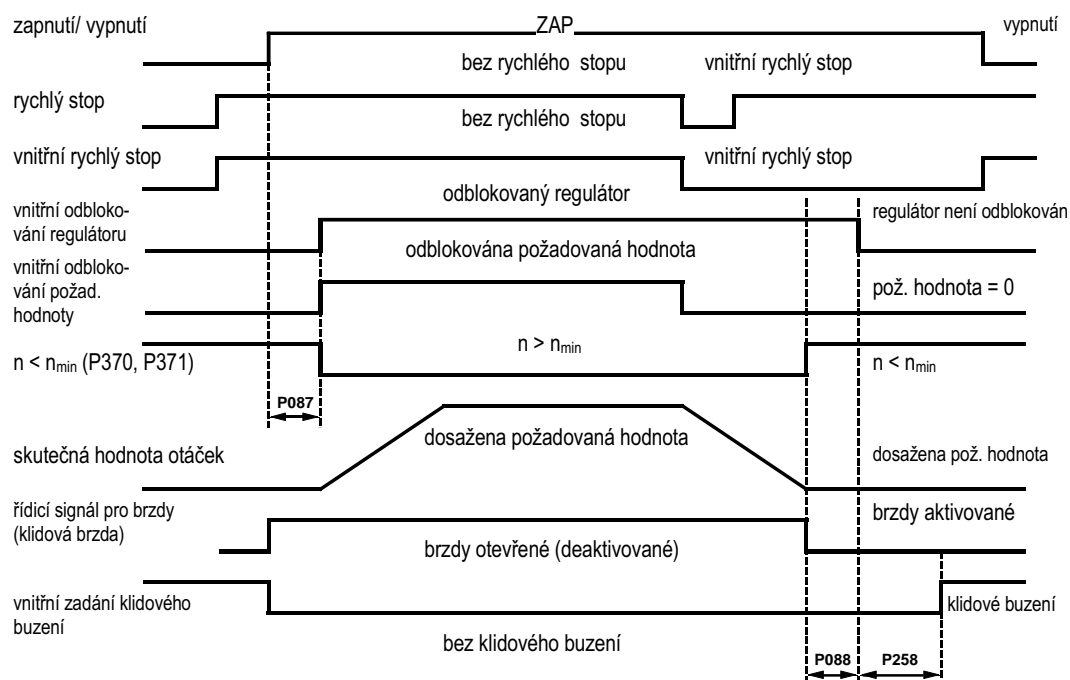 zapnutí/ vypnutí
ZAP
vypnutí
bez rychlého stopu
vnitřní rychlý stop
rychlý stop
bez rychlého stopu
vnitřní rychlý stop
vnitřní rychlý stop
odblokovaný regulátor
vnitřní odbloko-
vání regulátoru
regulátor není odblokován
odblokována požadovaná hodnota
vnitřní odbloko-
vání požad.
hodnoty
pož. hodnota = 0
n < nmin (P370, P371)
n > nmin
n < nmin
P087
skutečná hodnota otáček
dosažena požadovaná hodnota
dosažena pož. hodnota
řídicí signál pro brzdy
(klidová brzda)
brzdy aktivované
brzdy otevřené (deaktivované)
vnitřní zadání klidového
buzení
klidové buzení
bez klidového buzení
P088
P258